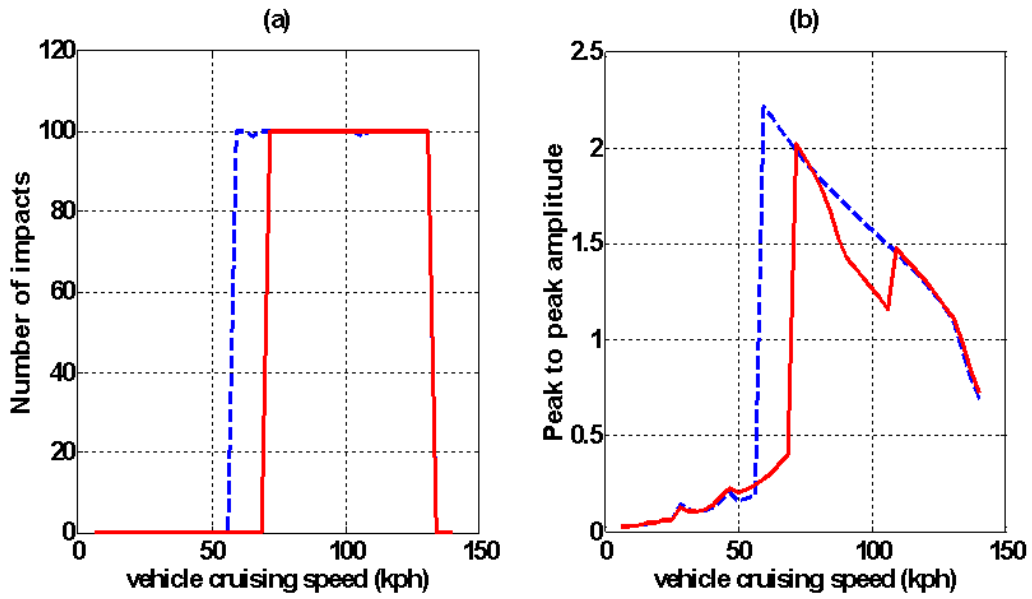 (a)
Number of impacts
120
100
80
60
40
20
0
0 50 100 150
vehicle cruising speed (kph)
(b)
Peak to peak amplitude
2.5
2
1.5
1
0.5
0
0 50 100 150
vehicle cruising speed (kph)